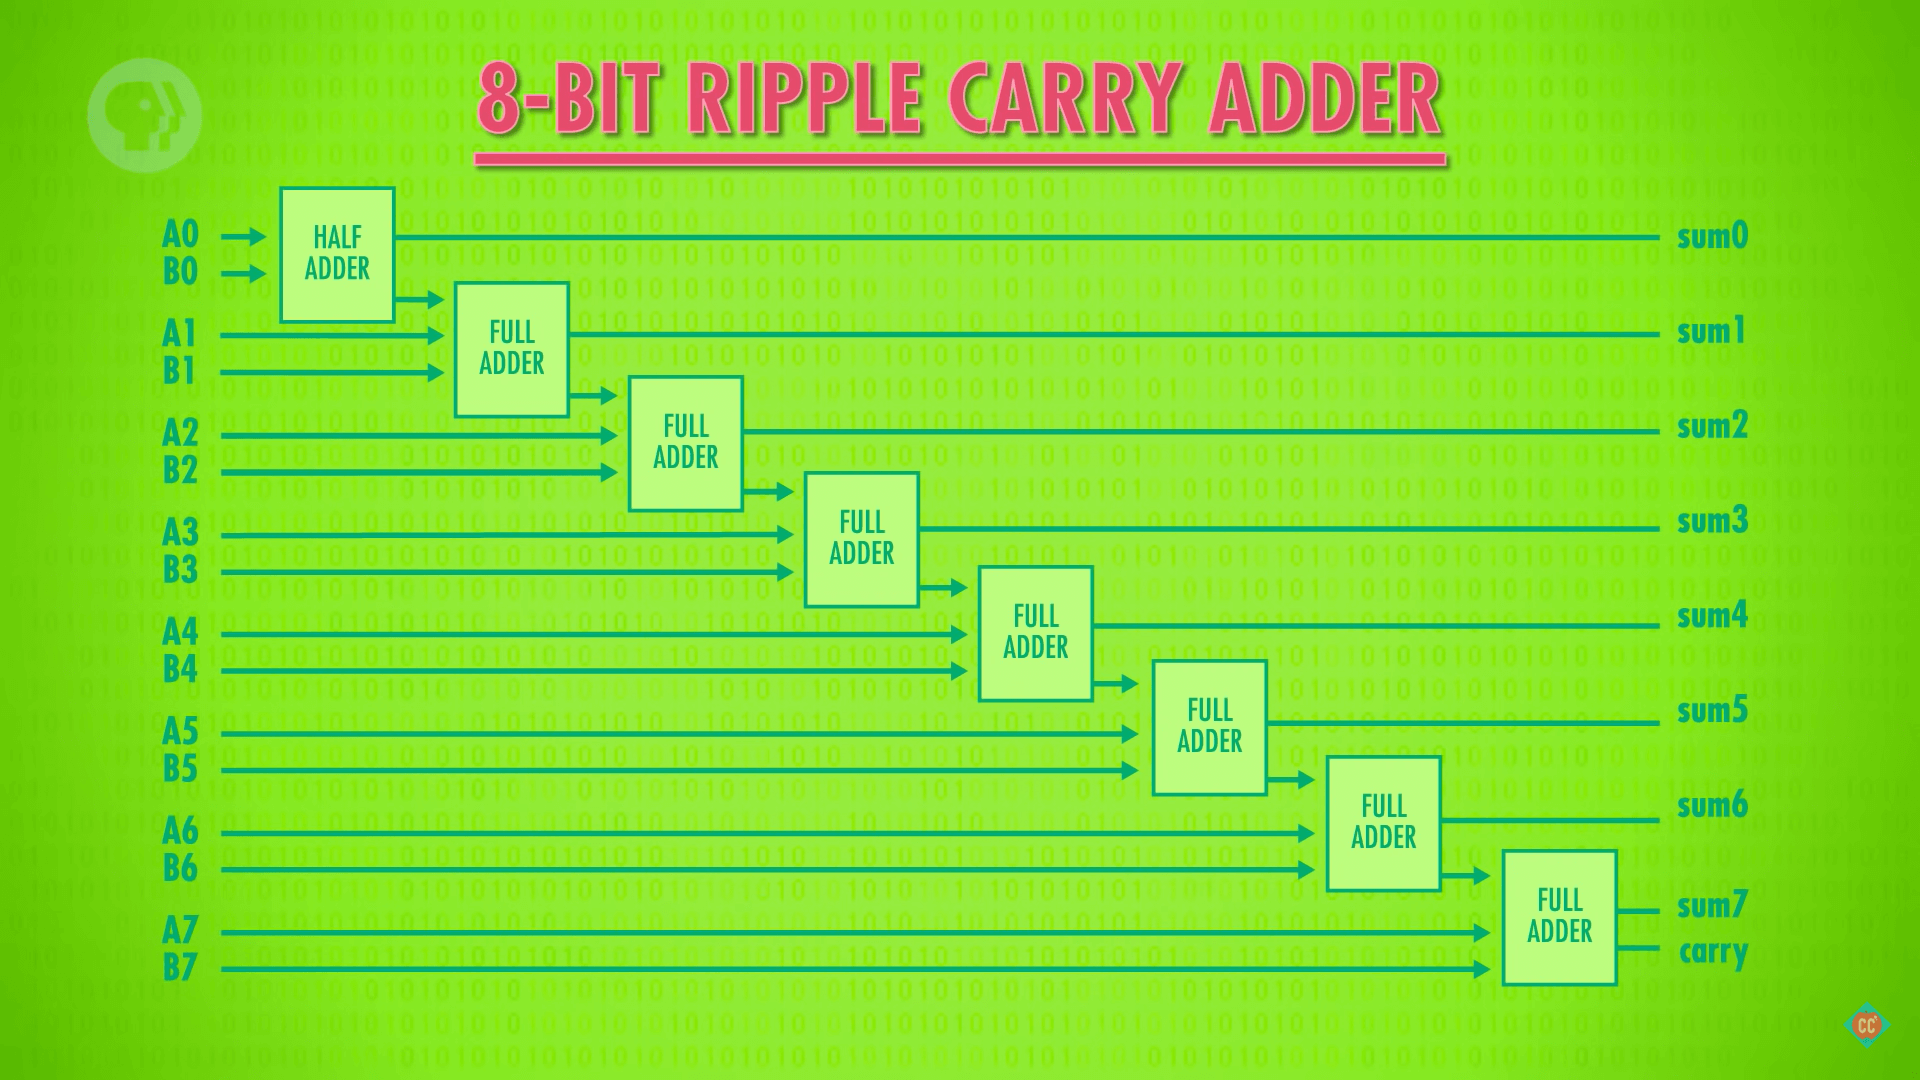 8-BIT RIPPLE CARRY ADDER
A0
B0
HALF
ADDER
sum0
A1
B1
FULL
ADDER
sum1
A2
B2
FULL
ADDER
sum2
A3
B3
FULL
ADDER
sum3
A4
B4
FULL
ADDER
sum4
A5
B5
FULL
ADDER
sum5
A6
B6
FULL
ADDER
sum6
A7
B7
FULL
ADDER
sum7
carry
CC